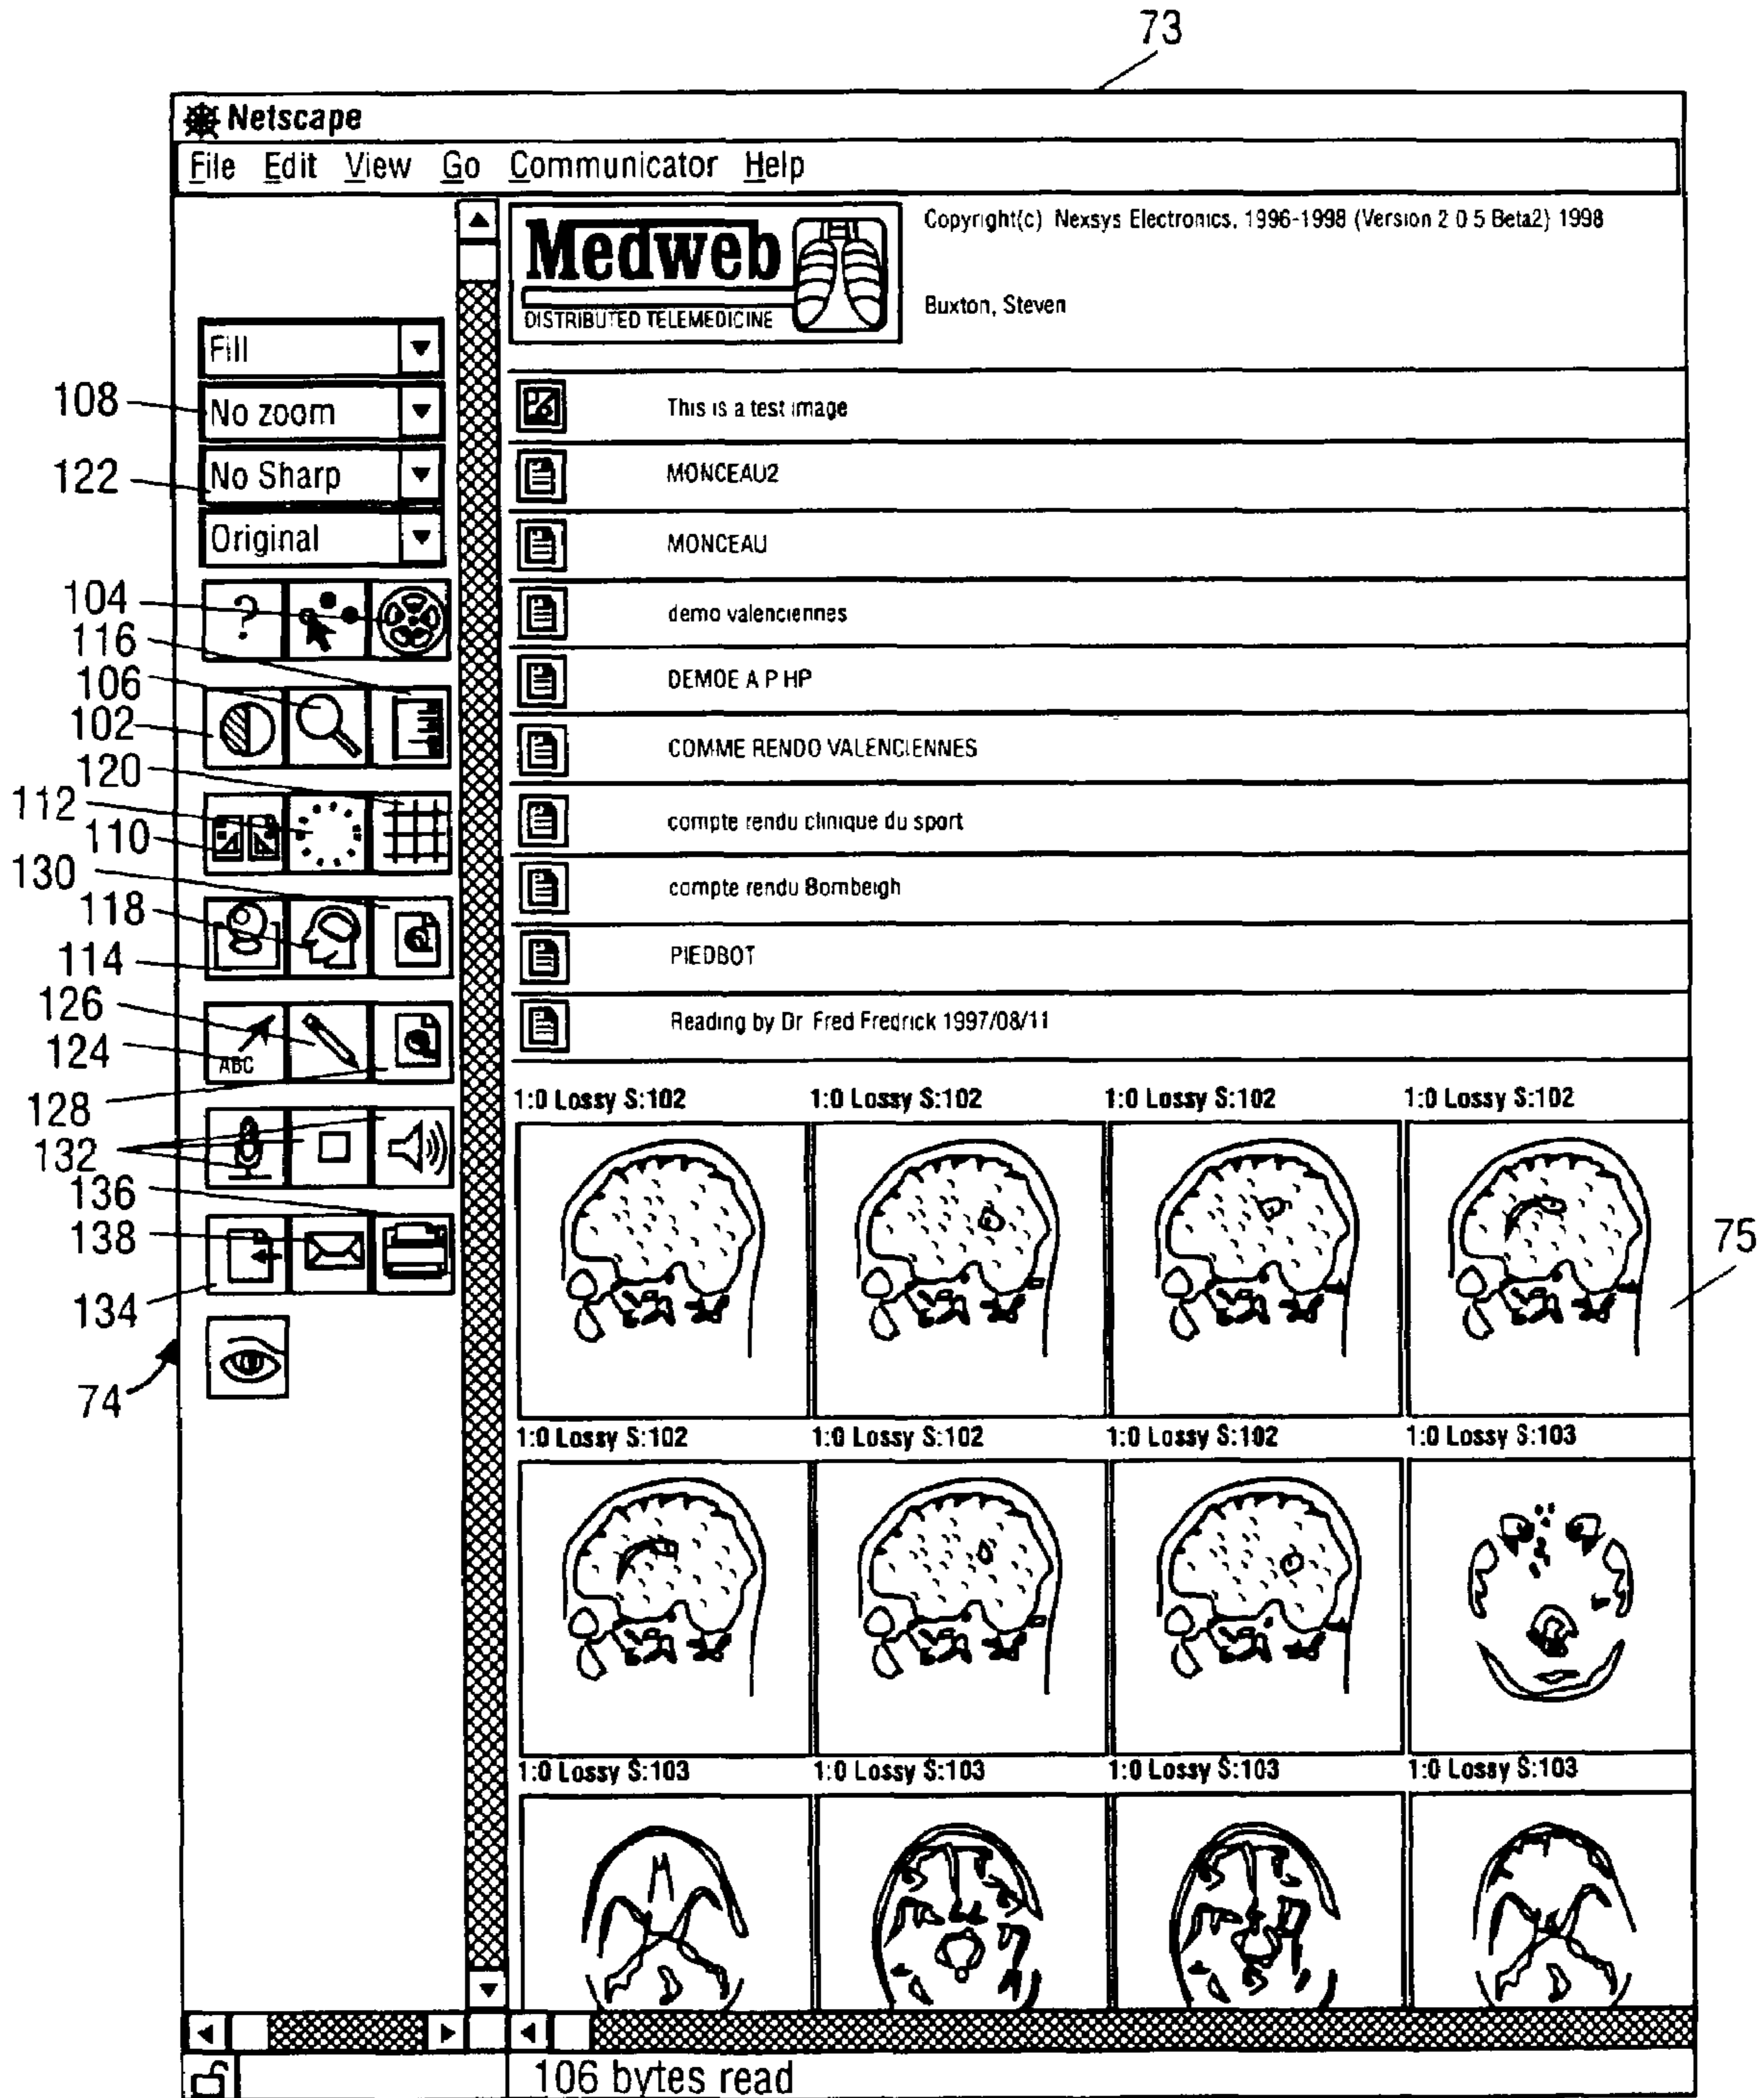 73
Netscape
File Edit View Go Communicator Help
Medweb
DISTRIBUTED TELEMEDICINE
Copyright(c) Nexsys Electronics, 1996-1998 (Version 2 0 5 Beta2) 1998
Buxton, Steven
Fill
108
No zoom
122
No Sharp
Original
104
116
106
102
120
112
110
130
118
114
126
124
128
132
136
138
134
74
?
ABC
This is a test image
MONCEAU2
MONCEAU
demo valenciennes
DEMOE A P HP
COMME RENDO VALENCIENNES
compte rendu clinique du sport
compte rendu Bombeigh
PIEDBOT
Reading by Dr Fred Fredrick 1997/08/11
1:0 Lossy S:102 1:0 Lossy S:102 1:0 Lossy S:102 1:0 Lossy S:102
75
1:0 Lossy S:102 1:0 Lossy S:102 1:0 Lossy S:102 1:0 Lossy S:103
1:0 Lossy S:103 1:0 Lossy S:103 1:0 Lossy S:103 1:0 Lossy S:103
106 bytes read